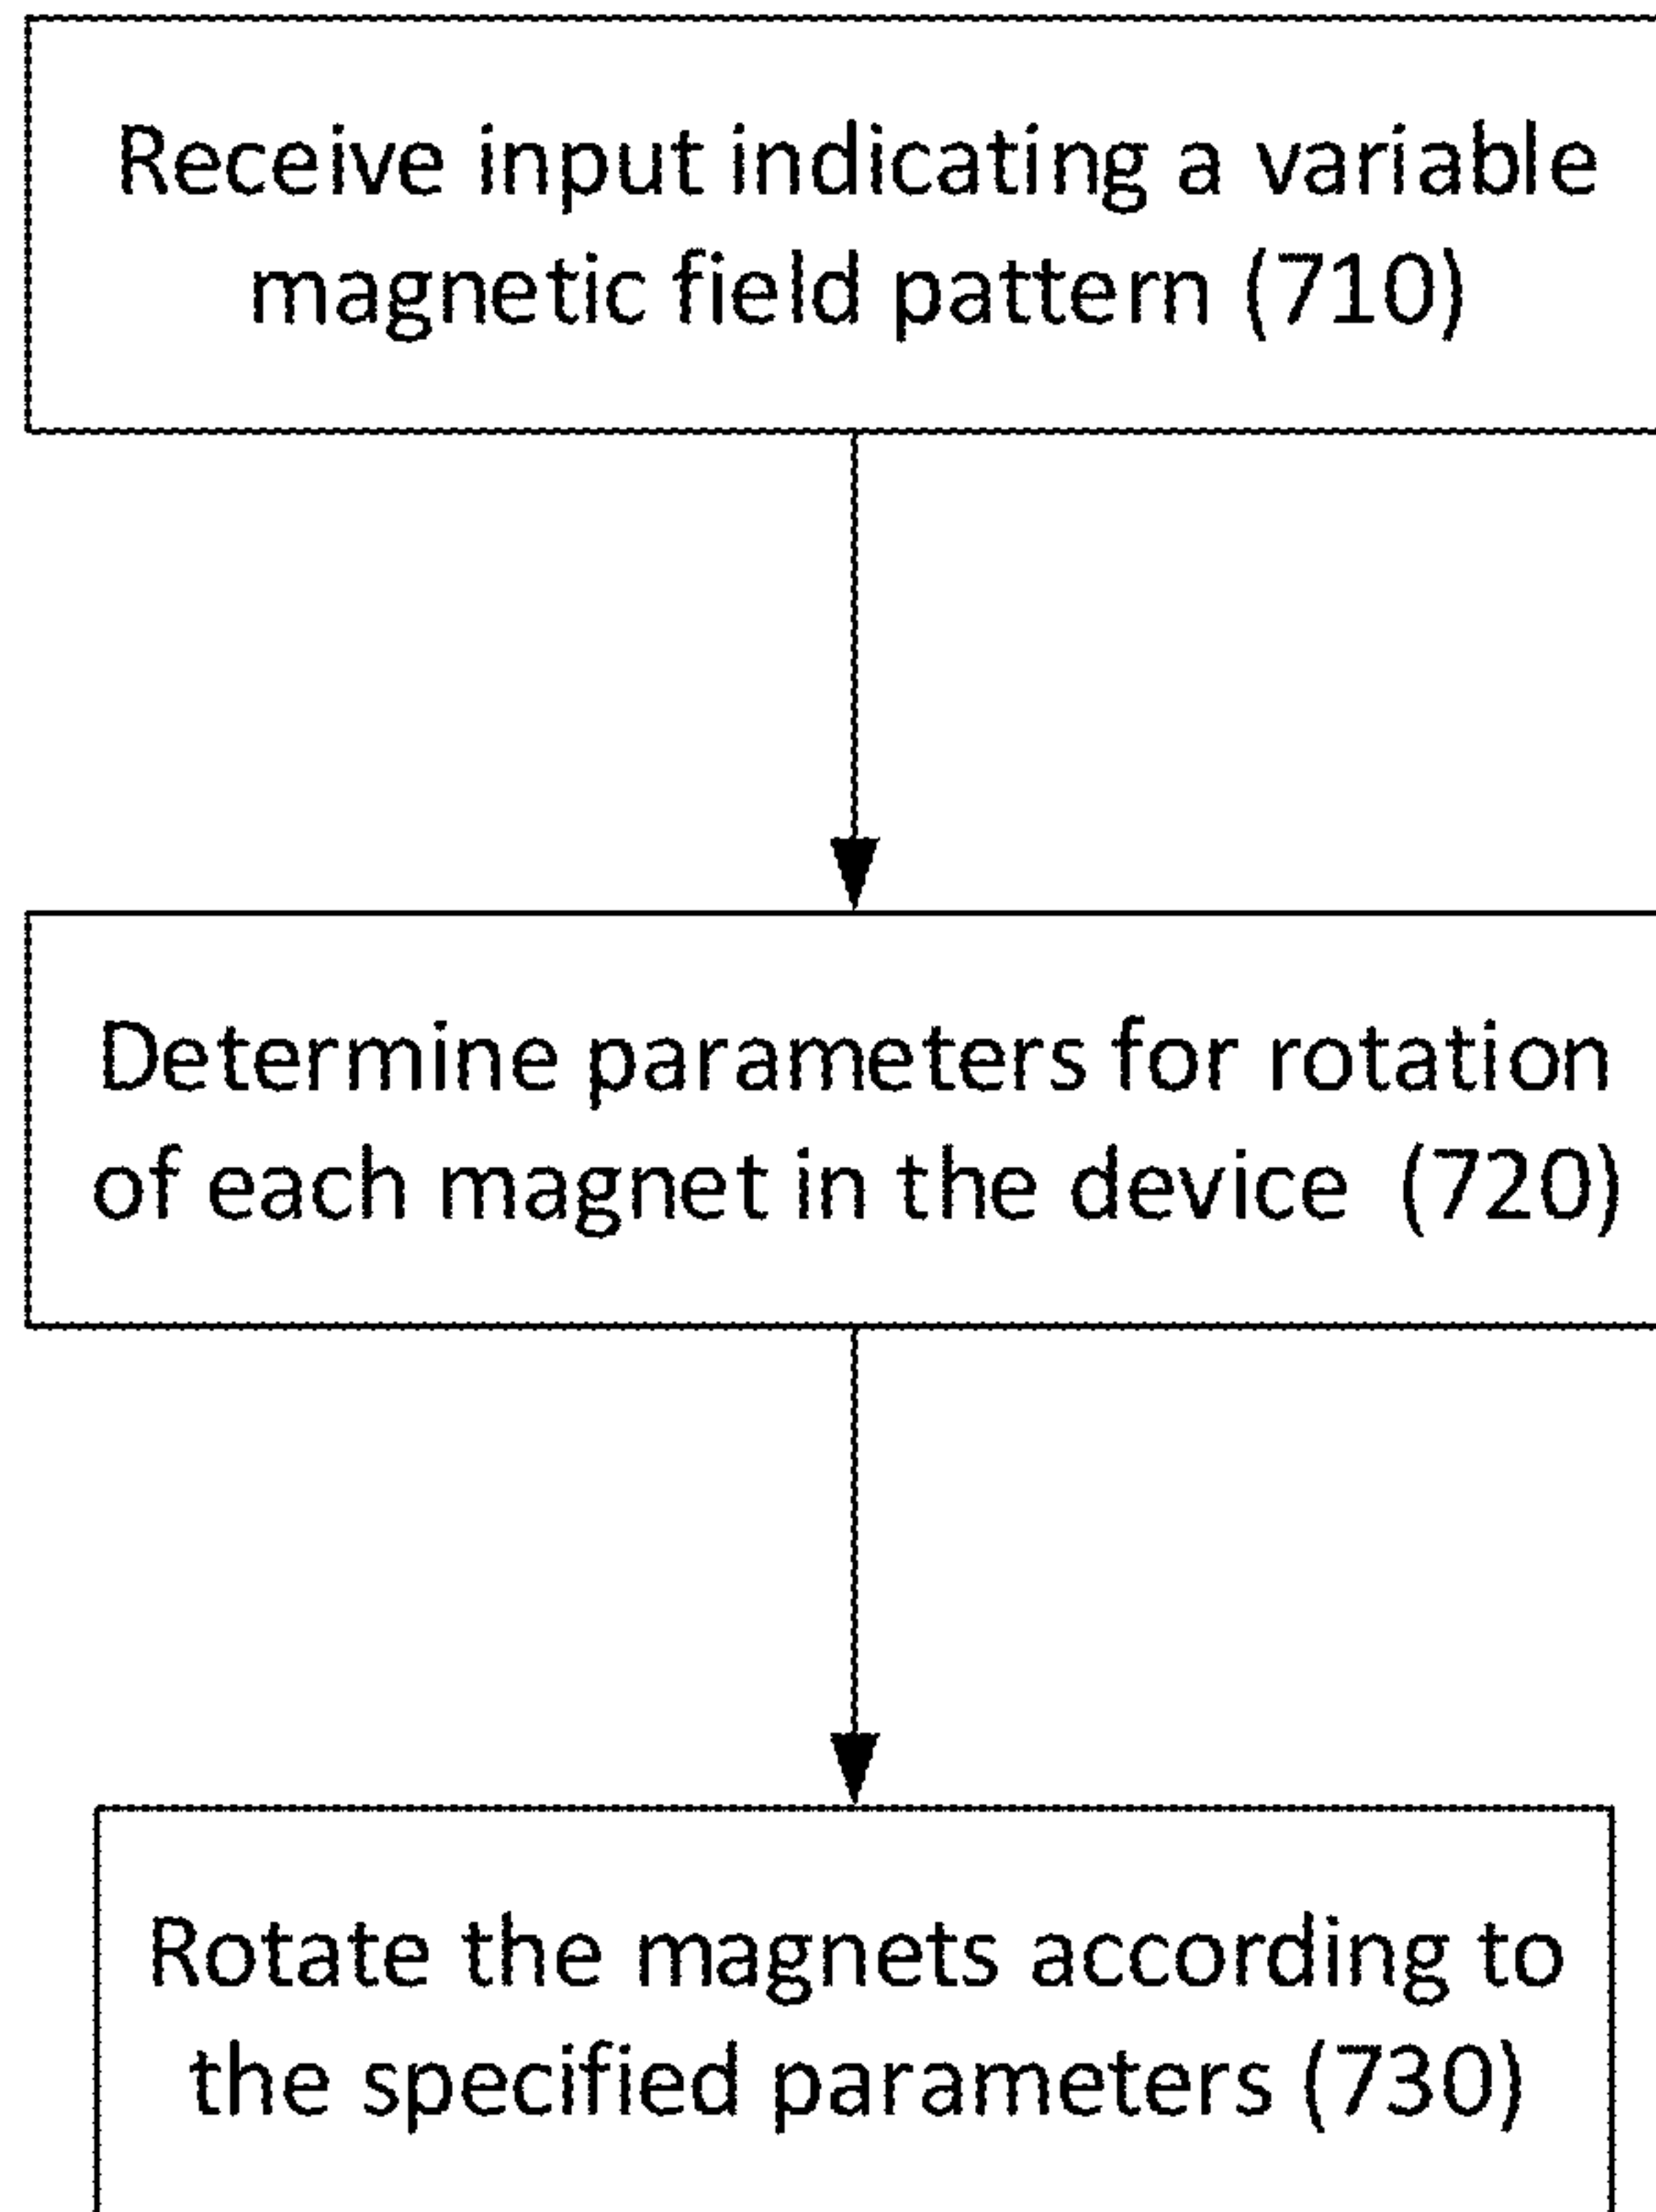 Receive input indicating a variable
magnetic field pattern (710)
Determine parameters for rotation
of each magnet in the device (720)
Rotate the magnets according to
the specified parameters (730)